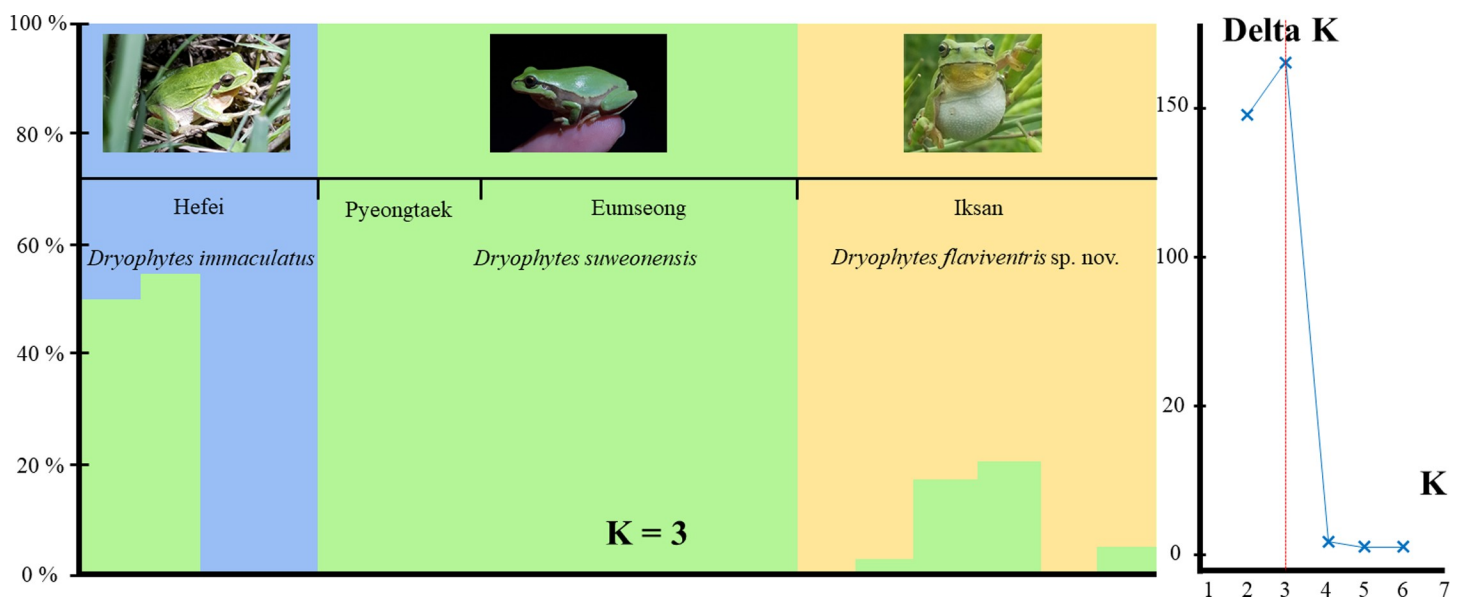 100 %
80 %
60 %
40 %
20 %
0 %
Hefei
Pyeongtaek
Eumseong
Iksan
Dryophytes immaculatus
Dryophytes suweonensis
Dryophytes flaviventris sp. nov.
K = 3
Delta K
150
100
20
0
K
1 2 3 4 5 6 7